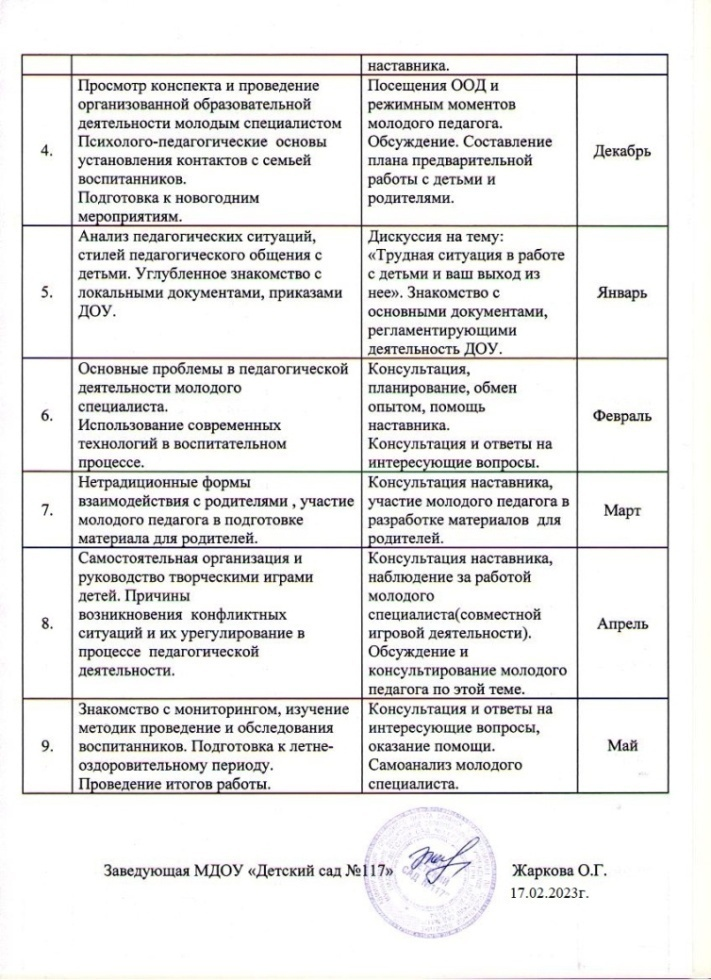 наставника.
4.
Просмотр конспекта и проведение
организованной образовательной
деятельности молодым специалистом
Психолого-педагогические основы
установления контактов с семьей
воспитанников.
Подготовка к новогодним
мероприятиям.
Посещения ООД и
режимным моментов
молодого педагога.
Обсуждение. Составление
плана предварительной
работы с детьми и
родителями.
Декабрь
5.
Анализ педагогических ситуаций,
стилей педагогического общения с
детьми. Углубленное знакомство с
локальными документами, приказами
ДОУ.
Дискуссия на тему:
«Трудная ситуация в работе
с детьми и ваш выход из
нее». Знакомство с
основными документами,
регламентирующими
деятельность ДОУ.
Январь
6.
Основные проблемы в педагогической
деятельности молодого
специалиста.
Использование современных
технологий в воспитательном
процессе.
Консультация,
планирование, обмен
опытом, помощь
наставника.
Консультация и ответы на
интересующие вопросы.
Февраль
7.
Нетрадиционные формы
взаимодействия с родителями , участие
молодого педагога в подготовке
материала для родителей.
Консультация наставника,
участие молодого педагога в
разработке материалов для
родителей.
Март
8.
Самостоятельная организация и
руководство творческими играми
детей. Причины
возникновения конфликтных
ситуаций и их урегулирование в
процессе педагогической
деятельности.
Консультация наставника,
наблюдение за работой
молодого
специалиста(совместной
игровой деятельности).
Обсуждение и
консультирование молодого
педагога по этой теме.
Апрель
9.
Знакомство с мониторингом, изучение
методик проведение и обследования
воспитанников. Подготовка к летне-
оздоровительному периоду.
Проведение итогов работы.
Консультация и ответы на
интересующие вопросы,
оказание помощи.
Самоанализ молодого
специалиста.
Май
Заведующая МДОУ «Детский сад №117» Жаркова О.Г.
17.02.2023г.